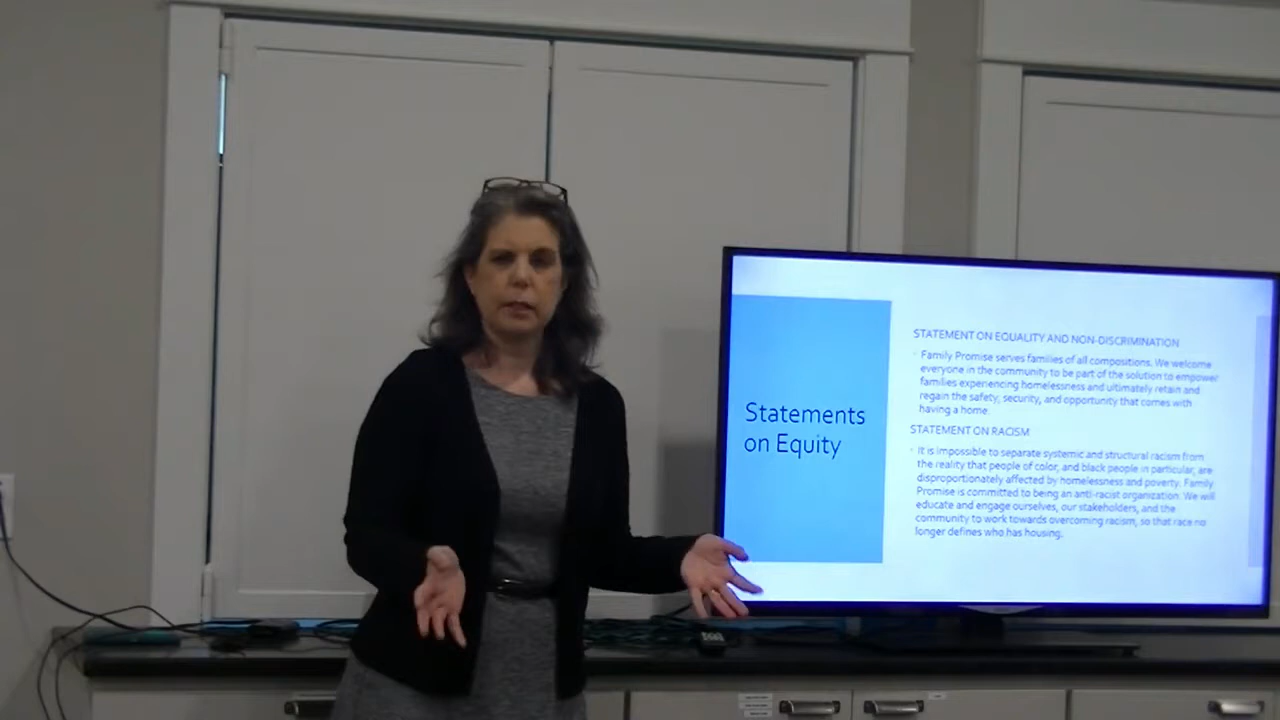 Statements
on Equity
STATEMENT ON EQUALITY AND NON-DISCRIMINATION
Family Promise serves families of all compositions. We welcome
everyone in the community to be part of the solution to empower
families experiencing homelessness and ultimately retain and
regain the safety, security, and opportunity that comes with
having a home.
STATEMENT ON RACISM
It is impossible to separate systemic and structural racism from
the reality that people of color, and black people in particular, are
disproportionately affected by homelessness and poverty. Family
Promise is committed to being an anti-racist organization. We will
educate and engage ourselves, our stakeholders, and the
community to work towards overcoming racism, so that race no
longer defines who has housing.